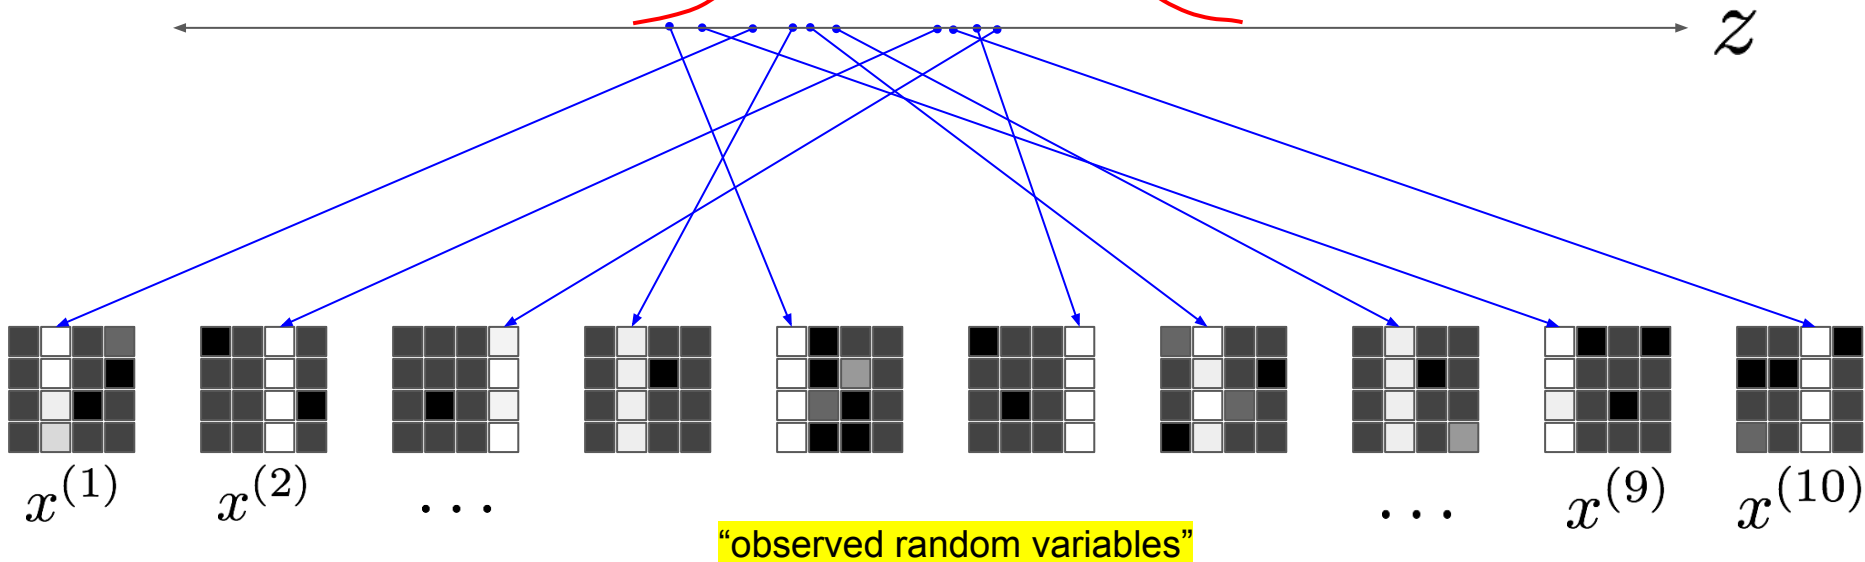 z
x^{(1)} x^{(2)} ... ... x^{(9)} x^{(10)}
“observed random variables”